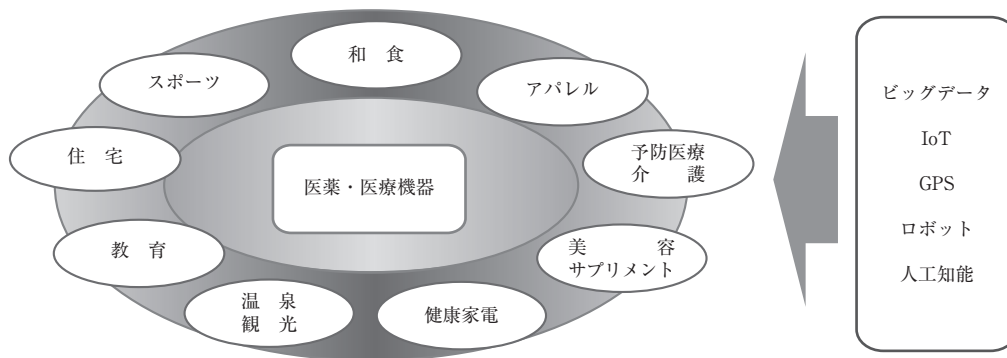 和　食
スポーツ
アパレル
住　宅
予防医療
介　　護
医薬・医療機器
教　育
美　　　容
サプリメント
温　泉
観　光
健康家電
ビッグデータ
IoT
GPS
ロボット
人工知能